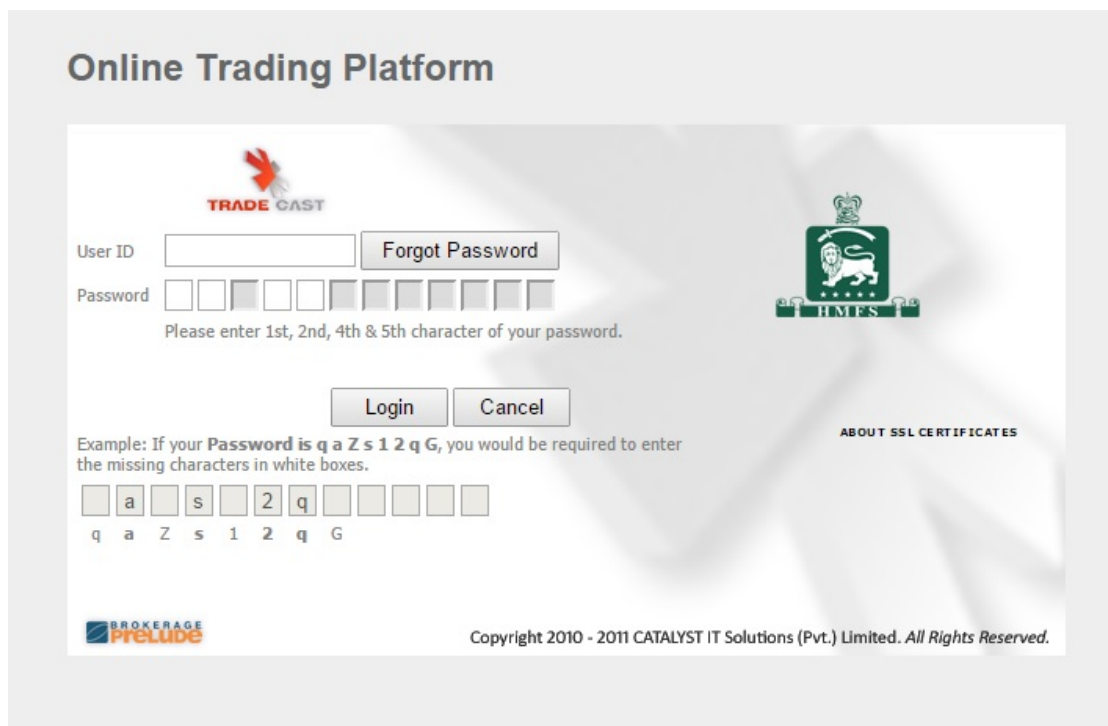 Online Trading Platform
TRADE CAST
User ID
Forgot Password
Password
Please enter 1st, 2nd, 4th & 5th character of your password.
HMFS
Login Cancel
ABOUT SSL CERTIFICATES
Example: If your Password is q a Z s 1 2 q G, you would be required to enter
the missing characters in white boxes.
a s 2 q
q a Z s 1 2 q G
BROKERAGE
PRELUDE
Copyright 2010 - 2011 CATALYST IT Solutions (Pvt.) Limited. All Rights Reserved.